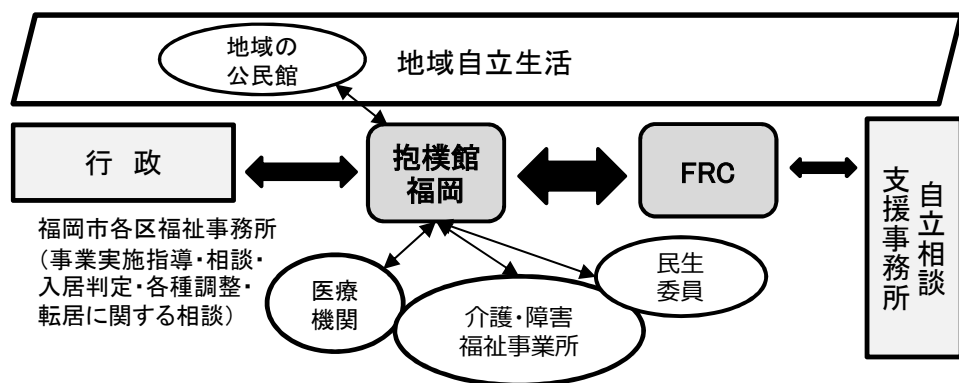 地域の
公民館
地域自立生活
行 政
抱樸館
福岡
FRC
自立相談
支援事務所
福岡市各区福祉事務所
（事業実施指導・相談・
入居判定・各種調整・
転居に関する相談）
医療
機関
介護・障害
福祉事業所
民生
委員